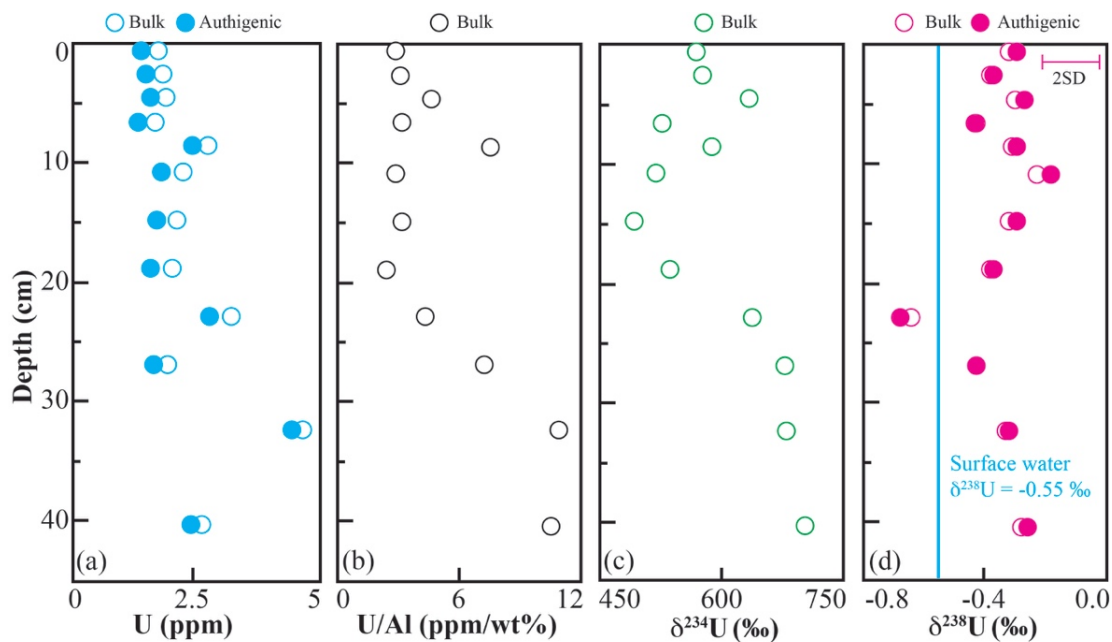 Bulk Authigenic
Bulk
Bulk
Bulk Authigenic
0
10
20
30
40
Depth (cm)
2SD
Surface water
δ²³⁸U = -0.55 ‰
(a)
(b)
(c)
(d)
0 2.5 5
0 6 12
450 600 750
-0.8 -0.4 0.0
U (ppm)
U/Al (ppm/wt%)
δ²³⁴U (‰)
δ²³⁸U (‰)